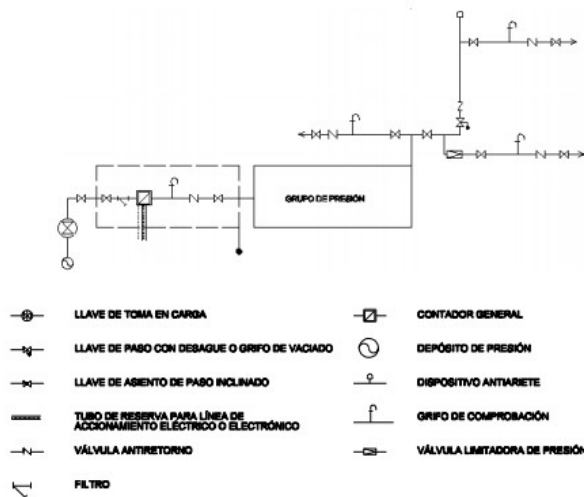 GRUPO DE PRESIÓN
LLAVE DE TOMA EN CARGA
CONTADOR GENERAL
LLAVE DE PASO CON DESAGUE O GRIFO DE VACIADO
DEPÓSITO DE PRESIÓN
LLAVE DE ASIENTO DE PASO INCLINADO
DISPOSITIVO ANTIARIETE
TUBO DE RESERVA PARA LÍNEA DE
ACCIONAMIENTO ELÉCTRICO O ELECTRÓNICO
GRIFO DE COMPROBACIÓN
VÁLVULA ANTIRETORNO
VÁLVULA LIMITADORA DE PRESIÓN
FILTRO